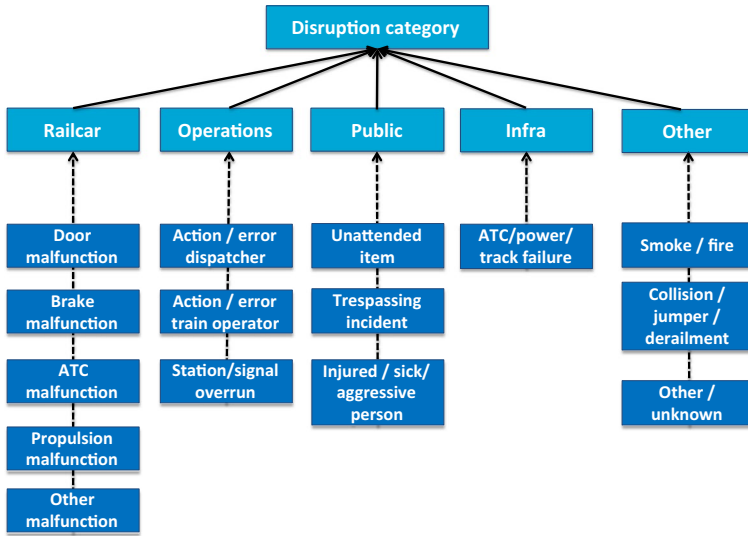 Disruption category
Railcar
Operations
Public
Infra
Other
Door
malfunction
Brake
malfunction
ATC
malfunction
Propulsion
malfunction
Other
malfunction
Action / error
dispatcher
Action / error
train operator
Station/signal
overrun
Unattended
item
Trespassing
incident
Injured / sick/
aggressive
person
ATC/power/
track failure
Smoke / fire
Collision /
jumper /
derailment
Other /
unknown